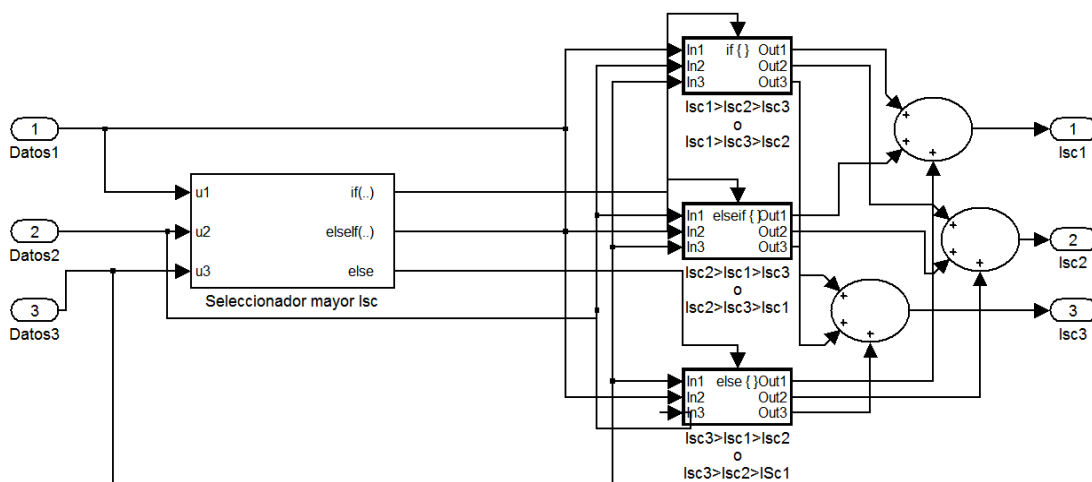 1
Datos1
2
Datos2
3
Datos3
u1
u2
u3
if(..)
elseIf(..)
else
Seleccionador mayor Isc
In1
In2
In3
if { }
Out1
Out2
Out3
Isc1>Isc2>Isc3
o
Isc1>Isc3>Isc2
In1
In2
In3
elseif { }
Out1
Out2
Out3
Isc2>Isc1>Isc3
o
Isc2>Isc3>Isc1
In1
In2
In3
else { }
Out1
Out2
Out3
Isc3>Isc1>Isc2
o
Isc3>Isc2>ISc1
+
+
+
+
+
+
+
+
+
1
Isc1
2
Isc2
3
Isc3